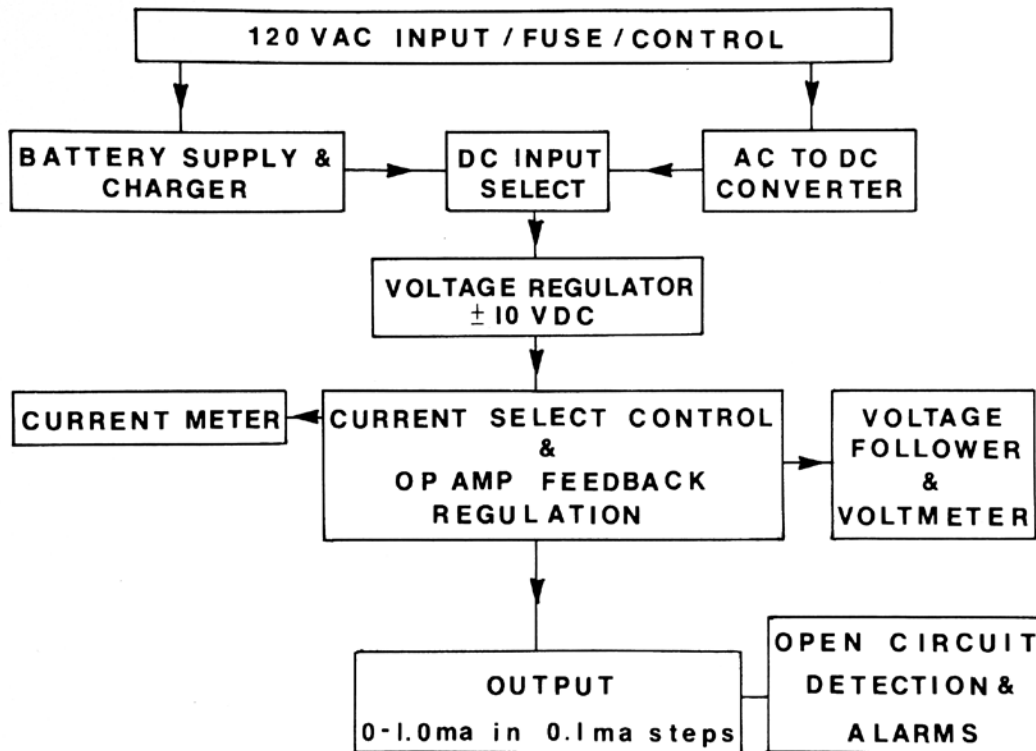 120 VAC INPUT / FUSE / CONTROL
BATTERY SUPPLY &
CHARGER
DC INPUT
SELECT
AC TO DC
CONVERTER
VOLTAGE REGULATOR
± 10 VDC
CURRENT METER
CURRENT SELECT CONTROL
&
OP AMP FEEDBACK
REGULATION
VOLTAGE
FOLLOWER
&
VOLTMETER
OUTPUT
0-1.0ma in 0.1ma steps
OPEN CIRCUIT
DETECTION &
ALARMS